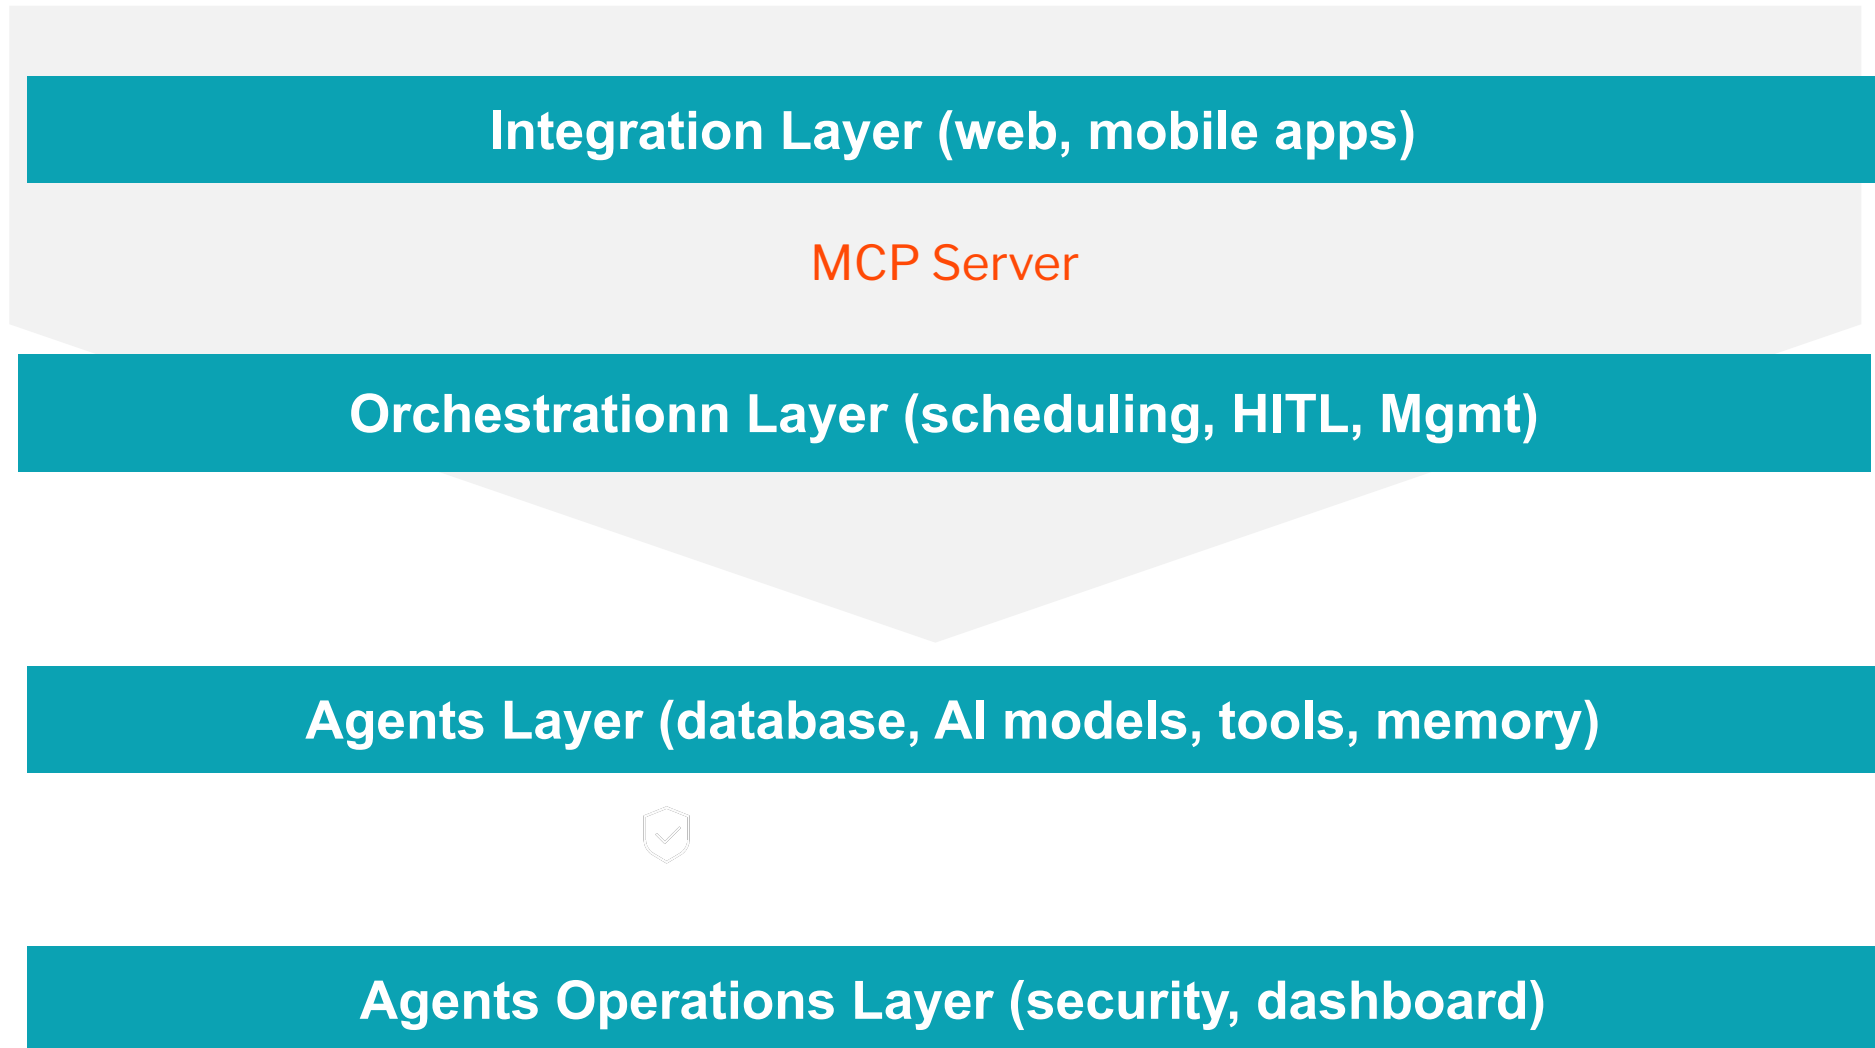 Integration Layer (web, mobile apps)
MCP Server
Orchestrationn Layer (scheduling, HITL, Mgmt)
Agents Layer (database, AI models, tools, memory)
Agents Operations Layer (security, dashboard)